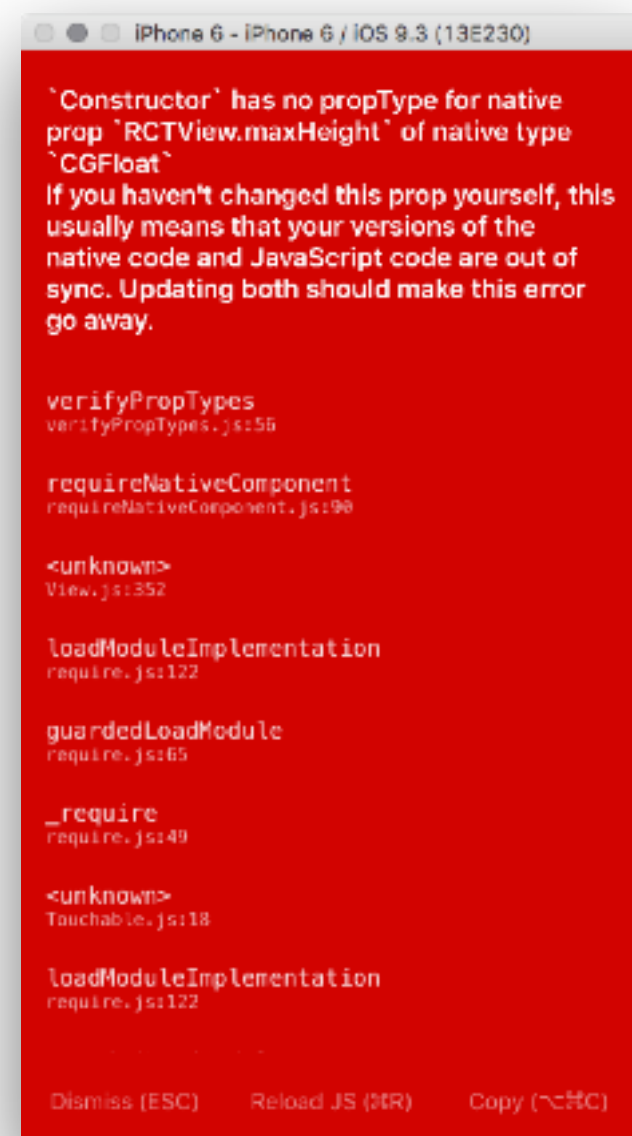 iPhone 6 - iPhone 6 / iOS 9.3 (13E230)
`Constructor` has no propType for native
prop `RCTView.maxHeight` of native type
`CGFloat`
If you haven't changed this prop yourself, this
usually means that your versions of the
native code and JavaScript code are out of
sync. Updating both should make this error
go away.
verifyPropTypes
verifyPropTypes.js:56
requireNativeComponent
requireNativeComponent.js:90
<unknown>
View.js:352
loadModuleImplementation
require.js:122
guardedLoadModule
require.js:65
_require
require.js:49
<unknown>
Touchable.js:18
loadModuleImplementation
require.js:122
Dismiss (ESC) Reload JS (⌘R) Copy (⌥⌘C)